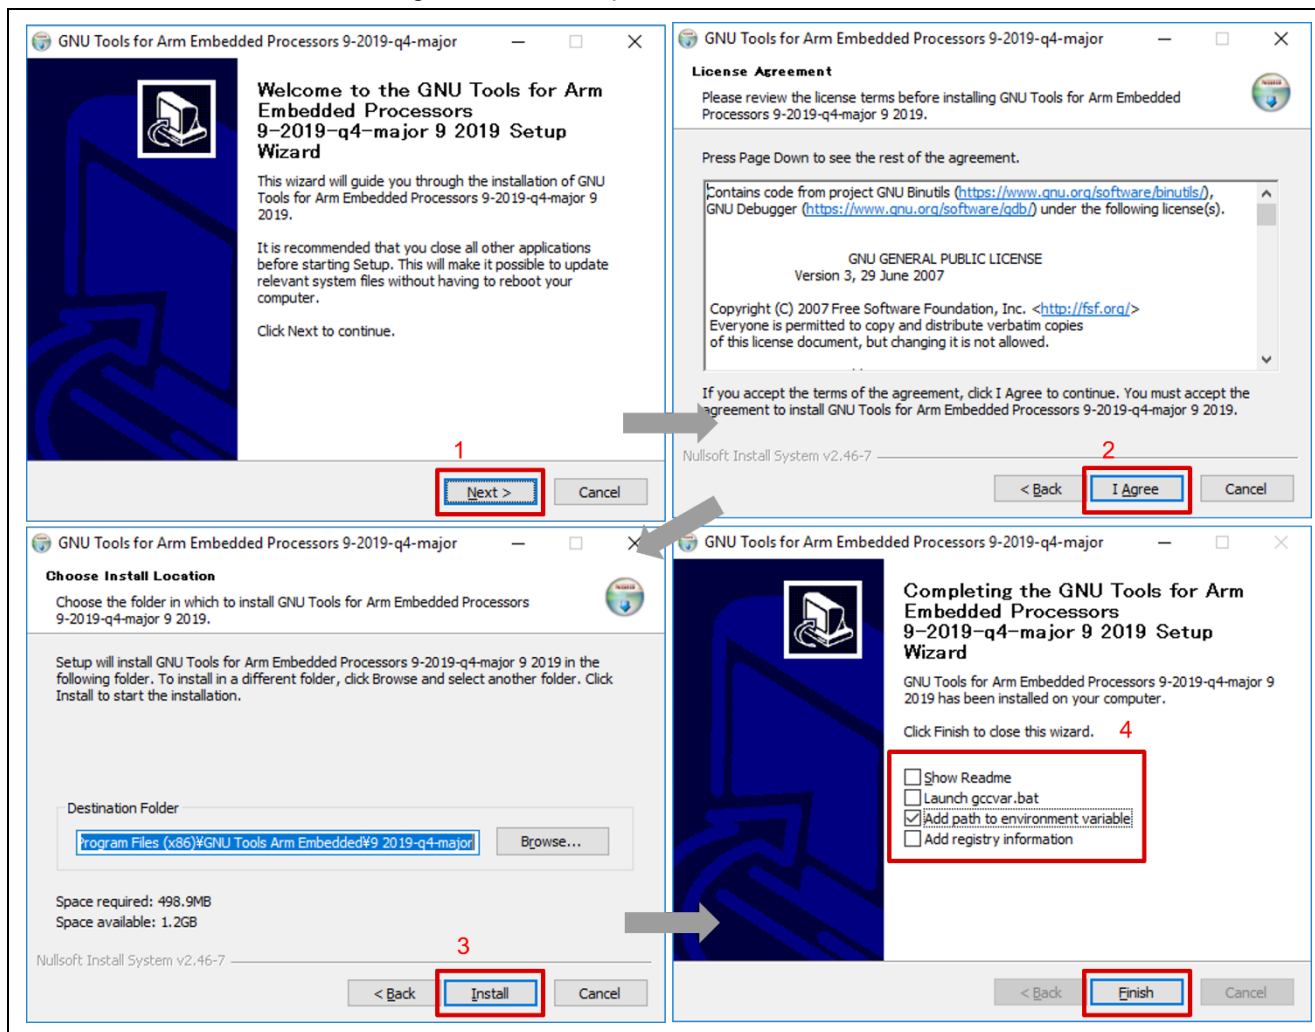 GNU Tools for Arm Embedded Processors 9-2019-q4-major
Welcome to the GNU Tools for Arm
Embedded Processors
9-2019-q4-major 9 2019 Setup
Wizard
This wizard will guide you through the installation of GNU
Tools for Arm Embedded Processors 9-2019-q4-major 9
2019.
It is recommended that you close all other applications
before starting Setup. This will make it possible to update
relevant system files without having to reboot your
computer.
Click Next to continue.
1
Next >
Cancel
GNU Tools for Arm Embedded Processors 9-2019-q4-major
License Agreement
Please review the license terms before installing GNU Tools for Arm Embedded
Processors 9-2019-q4-major 9 2019.
Press Page Down to see the rest of the agreement.
Contains code from project GNU Binutils (https://www.gnu.org/software/binutils/),
GNU Debugger (https://www.gnu.org/software/gdb/) under the following license(s).
GNU GENERAL PUBLIC LICENSE
Version 3, 29 June 2007
Copyright (C) 2007 Free Software Foundation, Inc. <http://fsf.org/>
Everyone is permitted to copy and distribute verbatim copies
of this license document, but changing it is not allowed.
If you accept the terms of the agreement, click I Agree to continue. You must accept the
agreement to install GNU Tools for Arm Embedded Processors 9-2019-q4-major 9 2019.
Nullsoft Install System v2.46-7
2
< Back
I Agree
Cancel
GNU Tools for Arm Embedded Processors 9-2019-q4-major
Choose Install Location
Choose the folder in which to install GNU Tools for Arm Embedded Processors
9-2019-q4-major 9 2019.
Setup will install GNU Tools for Arm Embedded Processors 9-2019-q4-major 9 2019 in the
following folder. To install in a different folder, click Browse and select another folder. Click
Install to start the installation.
Destination Folder
Program Files (x86)¥GNU Tools Arm Embedded¥9 2019-q4-major
Browse...
Space required: 498.9MB
Space available: 1.2GB
Nullsoft Install System v2.46-7
3
< Back
Install
Cancel
GNU Tools for Arm Embedded Processors 9-2019-q4-major
Completing the GNU Tools for Arm
Embedded Processors
9-2019-q4-major 9 2019 Setup
Wizard
GNU Tools for Arm Embedded Processors 9-2019-q4-major 9
2019 has been installed on your computer.
Click Finish to close this wizard.
4
Show Readme
Launch gccvar.bat
Add path to environment variable
Add registry information
< Back
Finish
Cancel